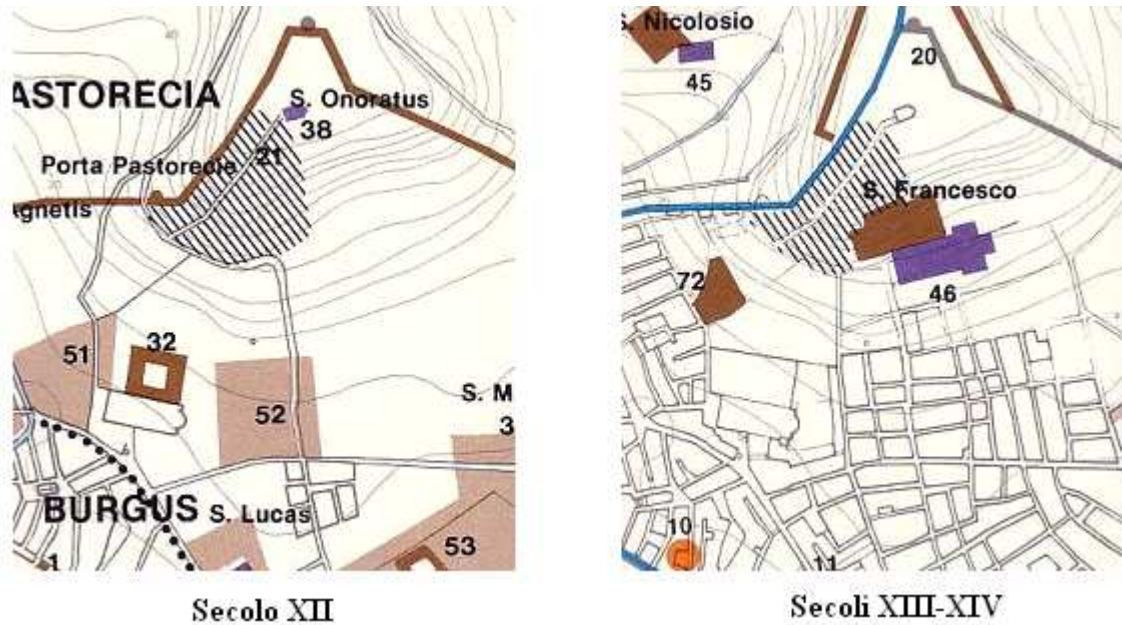 ASTORECIA
S. Onoratus
38
Porta Pastorecie
21
Agnetis
51
32
52
S. M
3
BURGUS
S. Lucas
1
53
Secolo XII
S. Nicolosio
45
20
S. Francesco
72
46
10
11
Secoli XIII-XIV